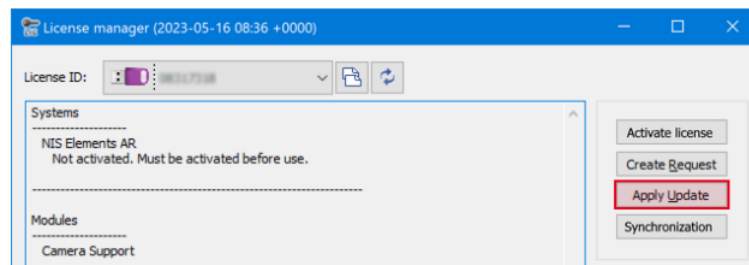 License manager (2023-05-16 08:36 +0000)
License ID:
Systems
--------------------
NIS Elements AR
Not activated. Must be activated before use.
------------------------------------------------------------------
Modules
--------------------
Camera Support
Activate license
Create Request
Apply Update
Synchronization